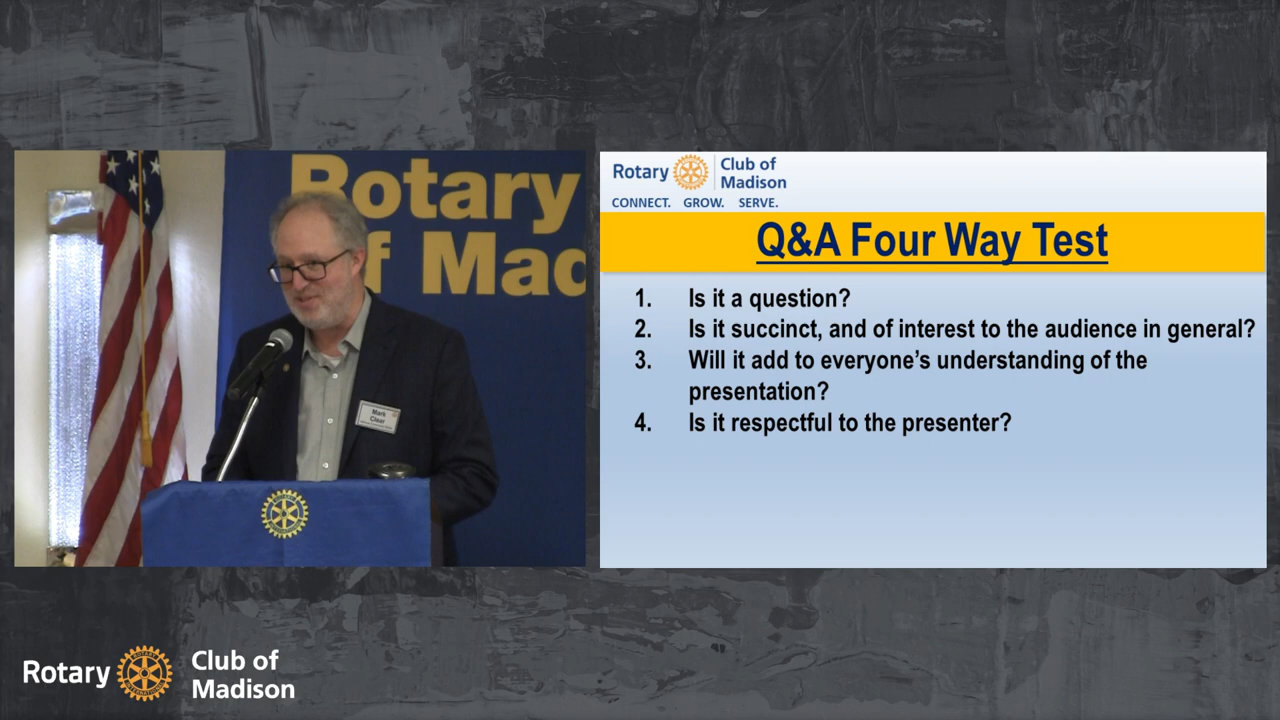 Rotary
of Mad
Mark
Clear
Rotary
Club of
Madison
CONNECT. GROW. SERVE.
Q&A Four Way Test
1. Is it a question?
2. Is it succinct, and of interest to the audience in general?
3. Will it add to everyone’s understanding of the
presentation?
4. Is it respectful to the presenter?
Rotary
Club of
Madison